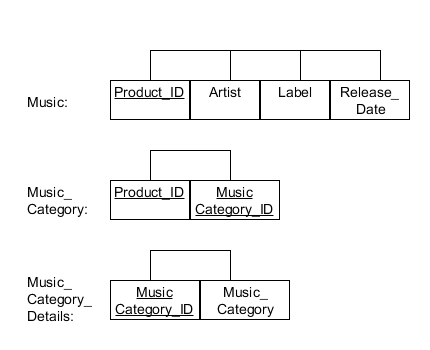 Music:
Product_ID
Artist
Label
Release_
Date
Music_
Category:
Product_ID
Music
Category_ID
Music_
Category_
Details:
Music
Category_ID
Music_
Category